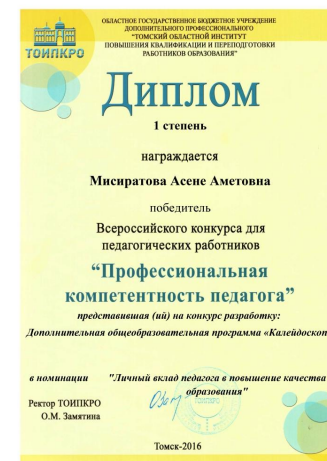 ОБЛАСТНОЕ ГОСУДАРСТВЕННОЕ БЮДЖЕТНОЕ УЧРЕЖДЕНИЕ
ДОПОЛНИТЕЛЬНОГО ПРОФЕССИОНАЛЬНОГО
"ТОМСКИЙ ОБЛАСТНОЙ ИНСТИТУТ
ПОВЫШЕНИЯ КВАЛИФИКАЦИИ И ПЕРЕПОДГОТОВКИ
РАБОТНИКОВ ОБРАЗОВАНИЯ"
ТОИПКРО
Диплом
1 степень
награждается
Мисиратова Асене Аметовна
победитель
Всероссийского конкурса для
педагогических работников
“Профессиональная
компетентность педагога”
представившая (ий) на конкурс разработку:
Дополнительная общеобразовательная программа «Калейдоскоп
в номинации "Личный вклад педагога в повышение качества
образования"
Ректор ТОИПКРО
О.М. Замятина
Томск-2016